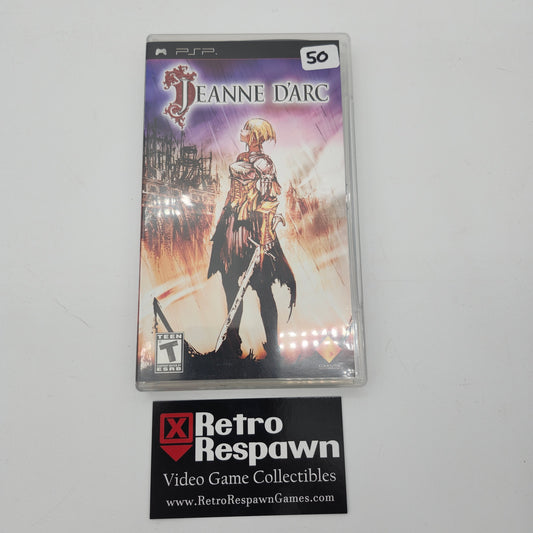 PSP
50
JEANNE D'ARC
TEEN
T
ESRB
Retro
Respawn
Video Game Collectibles
www.RetroRespawnGames.com